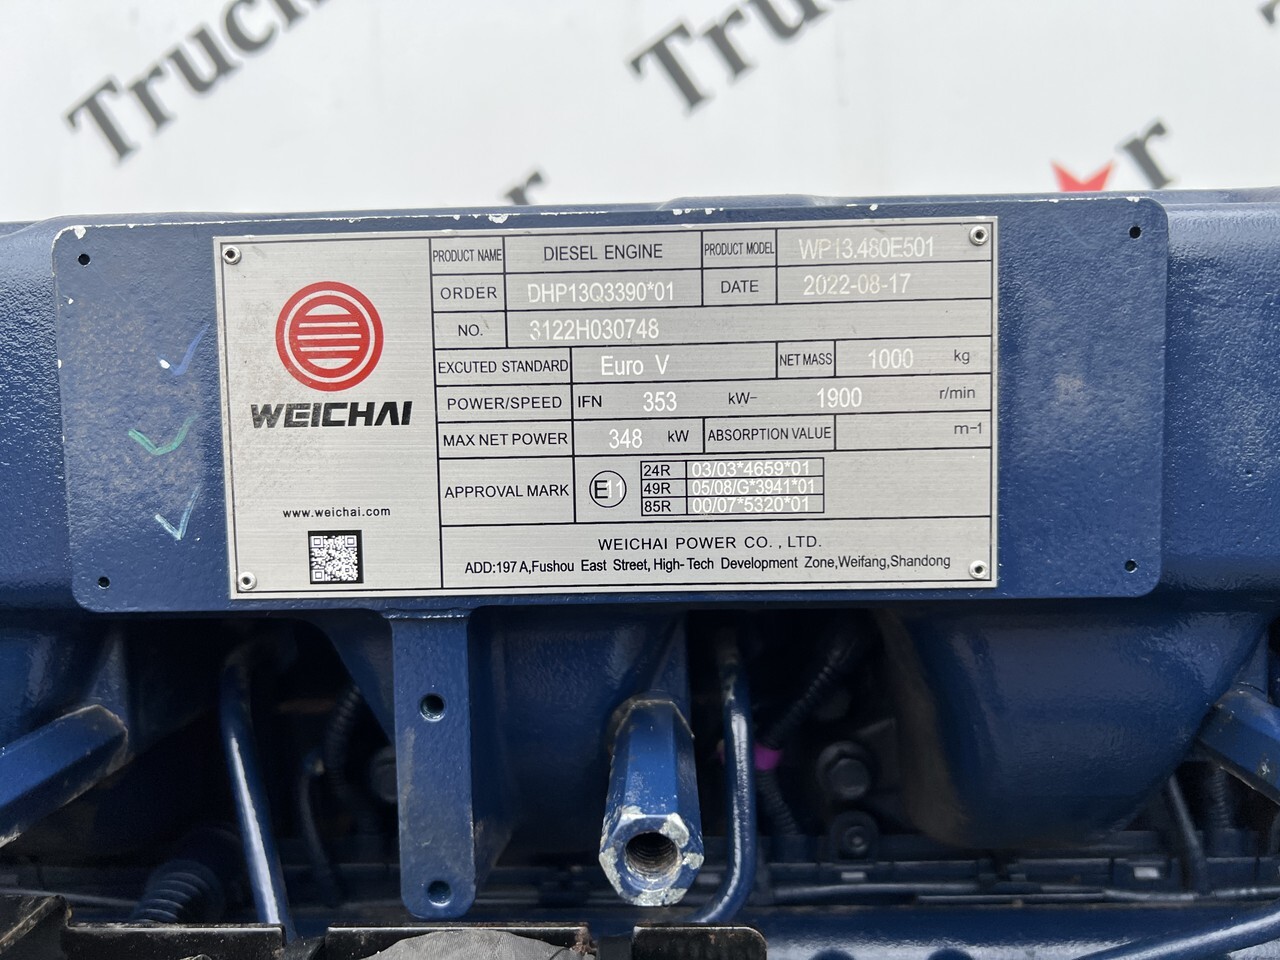 Truck
Truc
r
r
PRODUCT NAME DIESEL ENGINE PRODUCT MODEL WP13.480E501
ORDER DHP13Q3390*01 DATE 2022-08-17
NO. 3122H030748
EXCUTED STANDARD Euro V NET MASS 1000 kg
POWER/SPEED IFN 353 kW- 1900 r/min
MAX NET POWER 348 kW ABSORPTION VALUE m-1
APPROVAL MARK E11
24R 03/03*4659*01
49R 05/08/G*3941*01
85R 00/07*5320*01
WEICHAI
www.weichai.com
WEICHAI POWER CO., LTD.
ADD:197 A,Fushou East Street, High-Tech Development Zone,Weifang,Shandong